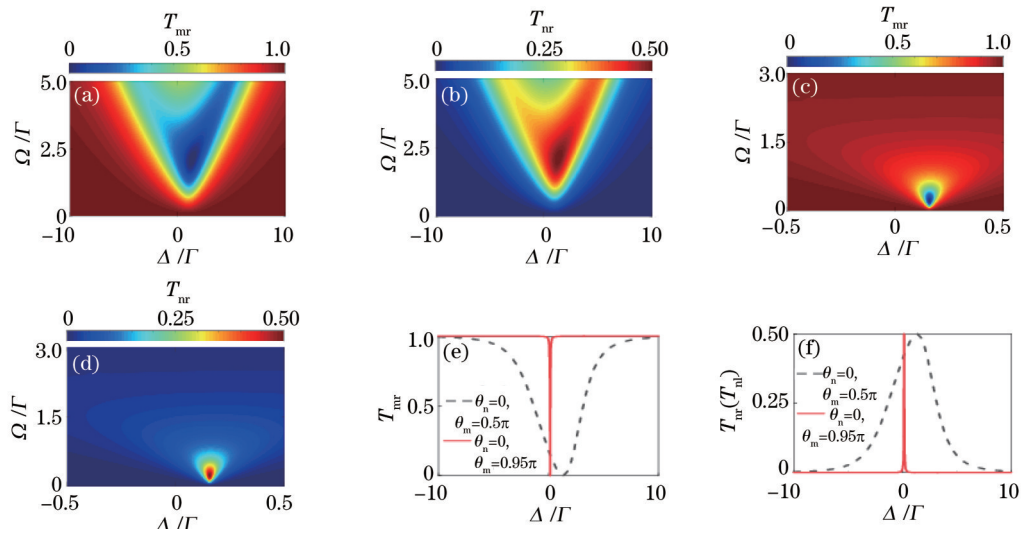 T_mr
0 0.5 1.0
5.0
(a)
Ω/Γ
2.5
0
−10 0 10
Δ/Γ
T_nr
0 0.25 0.50
5.0
(b)
Ω/Γ
2.5
0
−10 0 10
Δ/Γ
T_mr
0 0.5 1.0
3.0
(c)
Ω/Γ
1.5
0
−0.5 0 0.5
Δ/Γ
T_nr
0 0.25 0.50
3.0
(d)
Ω/Γ
1.5
0
−0.5 0 0.5
Δ/Γ
1.0
(e)
T_mr
0.5
θ_n=0,
θ_m=0.5π
θ_n=0,
θ_m=0.95π
0
−10 0 10
Δ/Γ
0.50
(f)
T_nr(T_nl)
0.25
θ_n=0,
θ_m=0.5π
θ_n=0,
θ_m=0.95π
0
−10 0 10
Δ/Γ